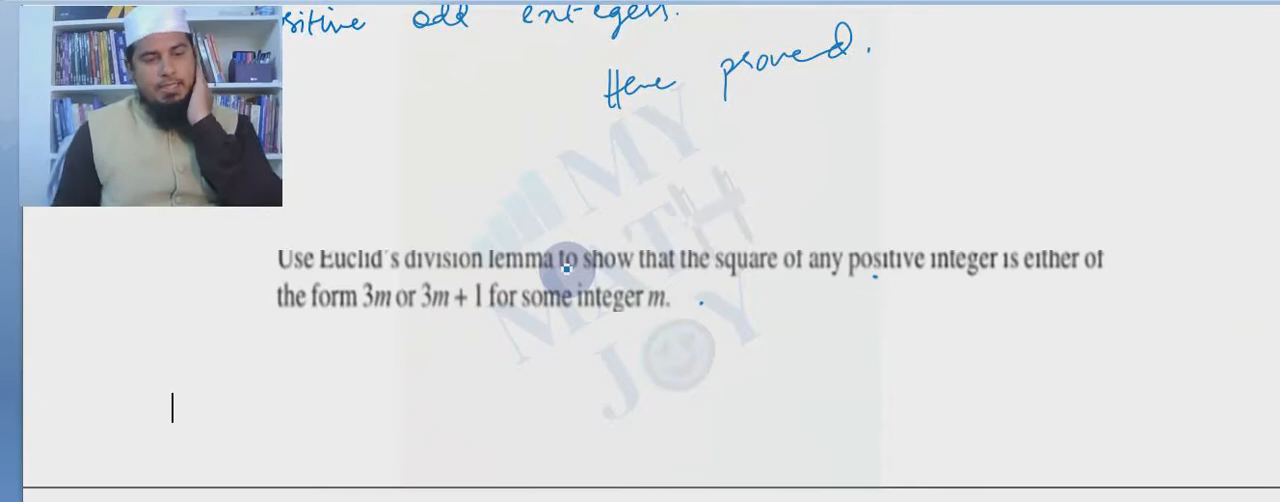 sitive odd integers.
Hence proved.
MY
MATH
JOY
Use Euclid's division lemma to show that the square of any positive integer is either of
the form 3m or 3m + 1 for some integer m.